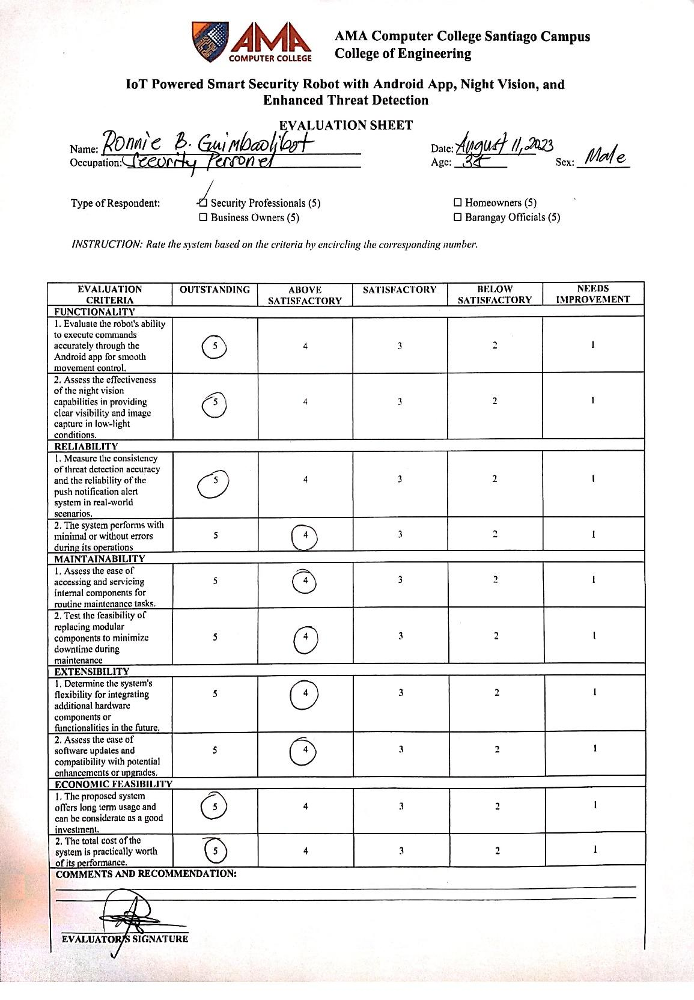 AMA
COMPUTER COLLEGE
AMA Computer College Santiago Campus
College of Engineering
IoT Powered Smart Security Robot with Android App, Night Vision, and
Enhanced Threat Detection
EVALUATION SHEET
Name: Ronnie B. Guimbaolibot Date: August 11, 2023
Occupation: Security Personel Age: Sex: Male
Type of Respondent: Security Professionals (5) Homeowners (5)
Business Owners (5) Barangay Officials (5)
INSTRUCTION: Rate the system based on the criteria by encircling the corresponding number.
EVALUATION CRITERIA OUTSTANDING ABOVE SATISFACTORY SATISFACTORY BELOW SATISFACTORY NEEDS IMPROVEMENT
FUNCTIONALITY
1. Evaluate the robot's ability
to execute commands
accurately through the 5 4 3 2 1
Android app for smooth
movement control.
2. Assess the effectiveness
of the night vision
capabilities in providing 5 4 3 2 1
clear visibility and image
capture in low-light
conditions.
RELIABILITY
1. Measure the consistency
of threat detection accuracy
and the reliability of the 5 4 3 2 1
push notification alert
system in real-world
scenarios.
2. The system performs with
minimal or without errors 5 4 3 2 1
during its operations
MAINTAINABILITY
1. Assess the ease of
accessing and servicing 5 4 3 2 1
internal components for
routine maintenance tasks.
2. Test the feasibility of
replacing modular
components to minimize 5 4 3 2 1
downtime during
maintenance
EXTENSIBILITY
1. Determine the system's
flexibility for integrating 5 4 3 2 1
additional hardware
components or
functionalities in the future.
2. Assess the ease of
software updates and 5 4 3 2 1
compatibility with potential
enhancements or upgrades.
ECONOMIC FEASIBILITY
1. The proposed system
offers long term usage and 5 4 3 2 1
can be considerate as a good
investment.
2. The total cost of the
system is practically worth 5 4 3 2 1
of its performance.
COMMENTS AND RECOMMENDATION:
EVALUATOR'S SIGNATURE